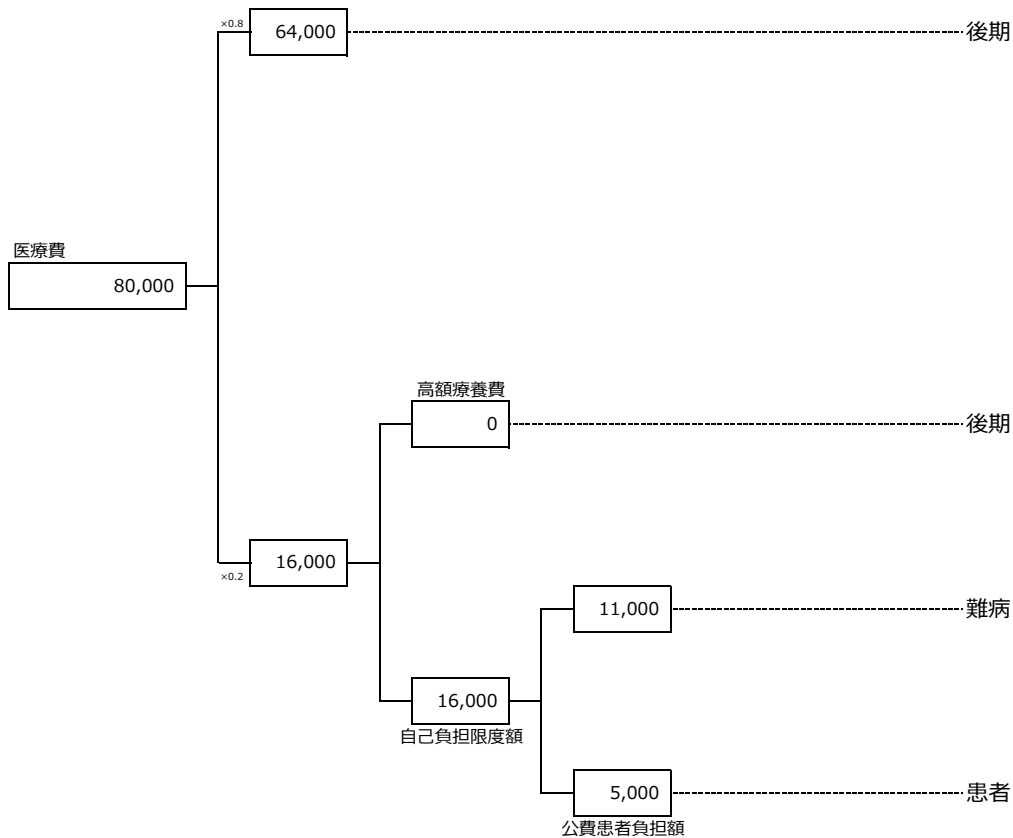 ×0.8
64,000
後期
医療費
80,000
高額療養費
0
後期
16,000
×0.2
11,000
難病
16,000
自己負担限度額
5,000
患者
公費患者負担額